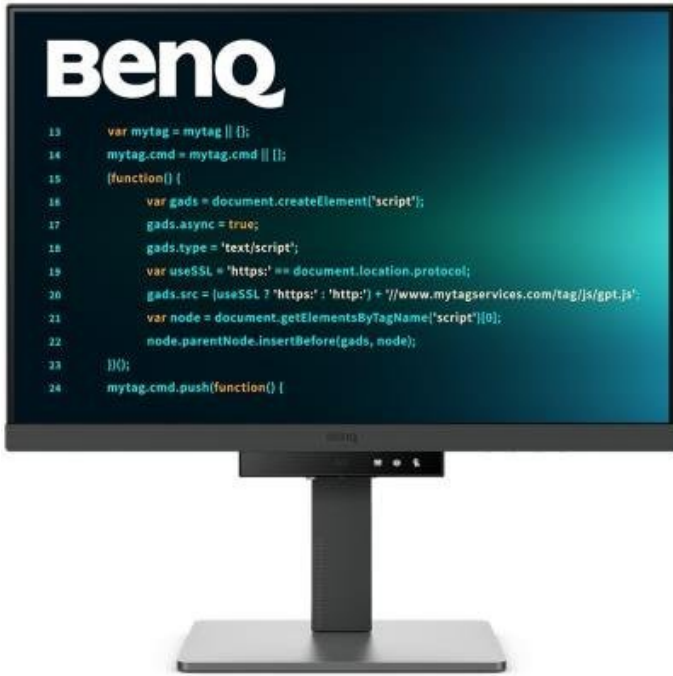 BenQ
13 var mytag = mytag || {};
14 mytag.cmd = mytag.cmd || [];
15 (function() {
16 var gads = document.createElement("script");
17 gads.async = true;
18 gads.type = 'text/script';
19 var useSSL = 'https:' == document.location.protocol;
20 gads.src = (useSSL ? 'https:' : 'http:') + '//www.mytagservices.com/tag/js/gpt.js';
21 var node = document.getElementsByTagName("script")[0];
22 node.parentNode.insertBefore(gads, node);
23 })();
24 mytag.cmd.push(function() {
BenQ